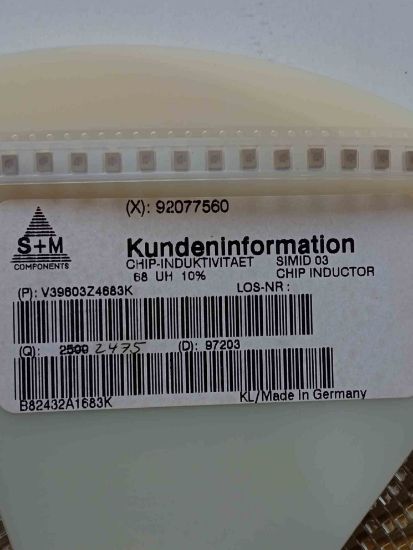 (X): 92077560
S+M
COMPONENTS
Kundeninformation
CHIP-INDUKTIVITAET SIMID 03
68 UH 10% CHIP INDUCTOR
(P): V39603Z4683K LOS-NR :
(Q): 2500 2475 (D): 97203
B82432A1683K KL/Made In Germany